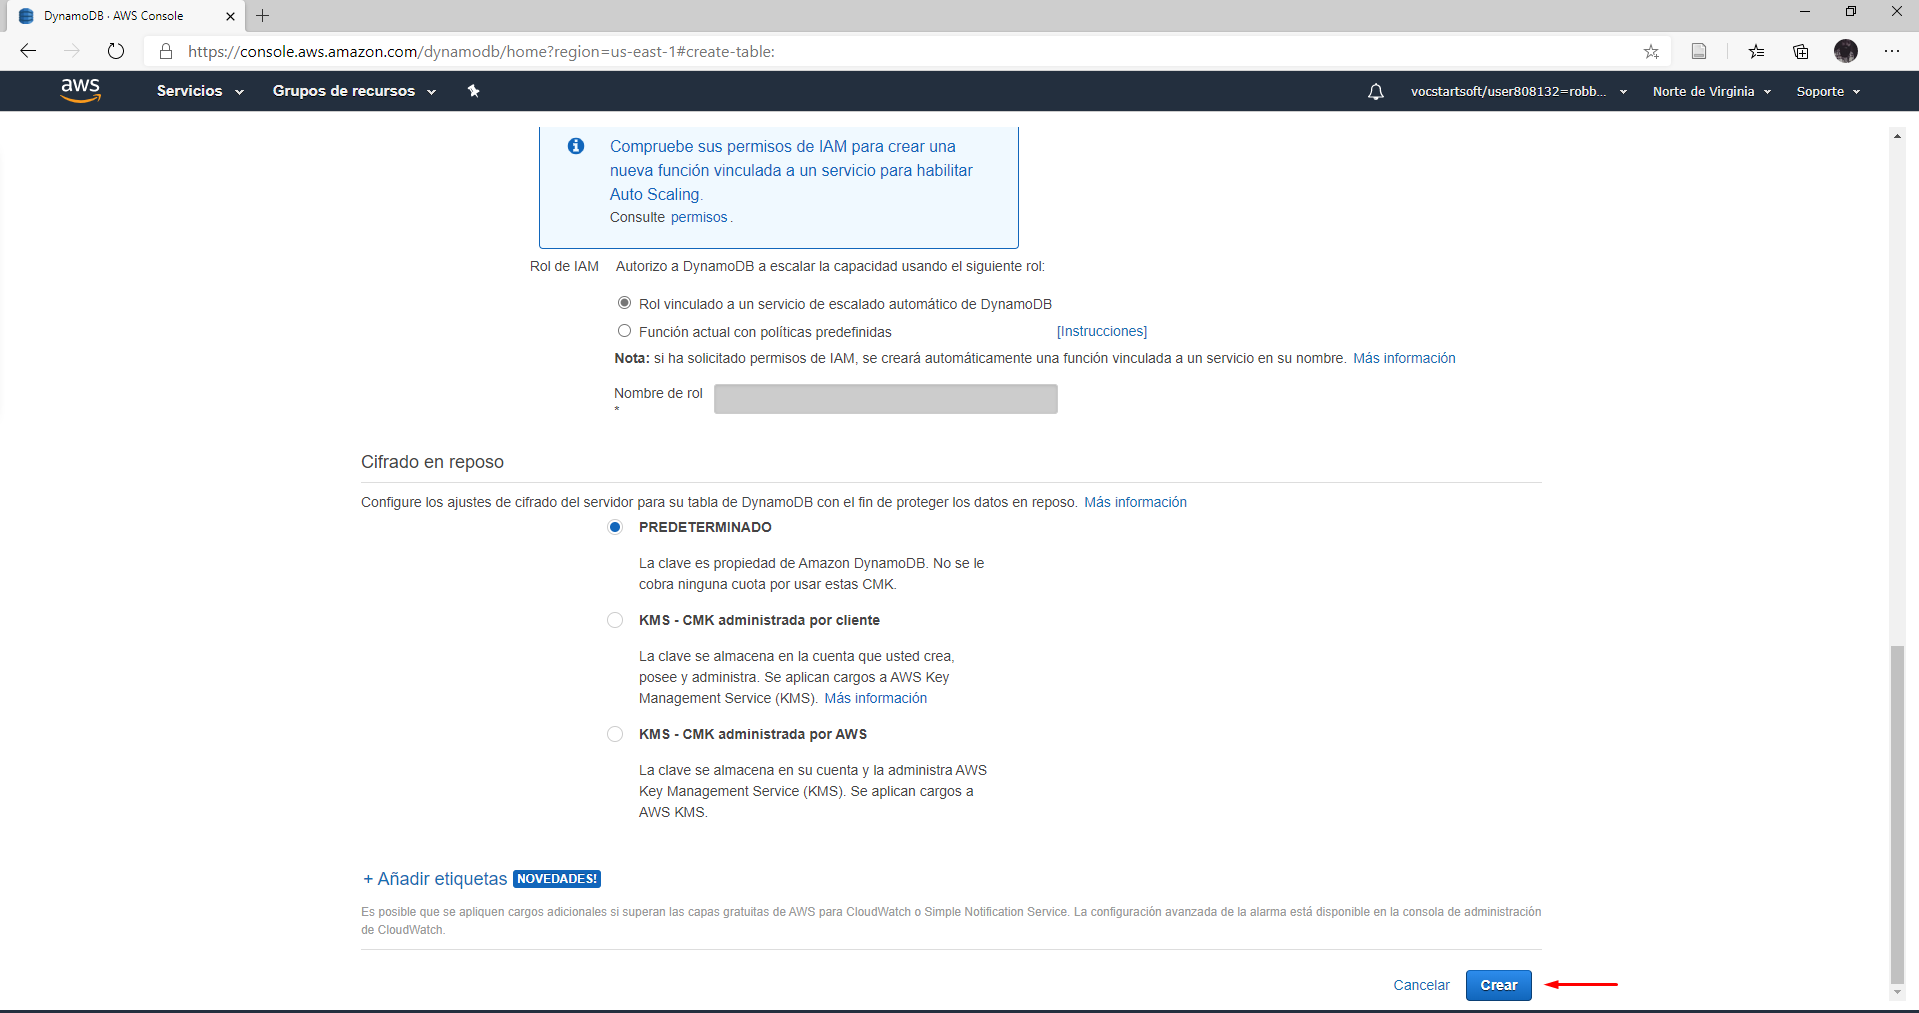 DynamoDB · AWS Console
https://console.aws.amazon.com/dynamodb/home?region=us-east-1#create-table:
aws
Servicios
Grupos de recursos
vocstartsoft/user808132=robb...
Norte de Virginia
Soporte
Compruebe sus permisos de IAM para crear una
nueva función vinculada a un servicio para habilitar
Auto Scaling.
Consulte permisos.
Rol de IAM
Autorizo a DynamoDB a escalar la capacidad usando el siguiente rol:
Rol vinculado a un servicio de escalado automático de DynamoDB
Función actual con políticas predefinidas
[Instrucciones]
Nota: si ha solicitado permisos de IAM, se creará automáticamente una función vinculada a un servicio en su nombre. Más información
Nombre de rol
*
Cifrado en reposo
Configure los ajustes de cifrado del servidor para su tabla de DynamoDB con el fin de proteger los datos en reposo. Más información
PREDETERMINADO
La clave es propiedad de Amazon DynamoDB. No se le
cobra ninguna cuota por usar estas CMK.
KMS - CMK administrada por cliente
La clave se almacena en la cuenta que usted crea,
posee y administra. Se aplican cargos a AWS Key
Management Service (KMS). Más información
KMS - CMK administrada por AWS
La clave se almacena en su cuenta y la administra AWS
Key Management Service (KMS). Se aplican cargos a
AWS KMS.
+ Añadir etiquetas NOVEDADES!
Es posible que se apliquen cargos adicionales si superan las capas gratuitas de AWS para CloudWatch o Simple Notification Service. La configuración avanzada de la alarma está disponible en la consola de administración
de CloudWatch.
Cancelar
Crear